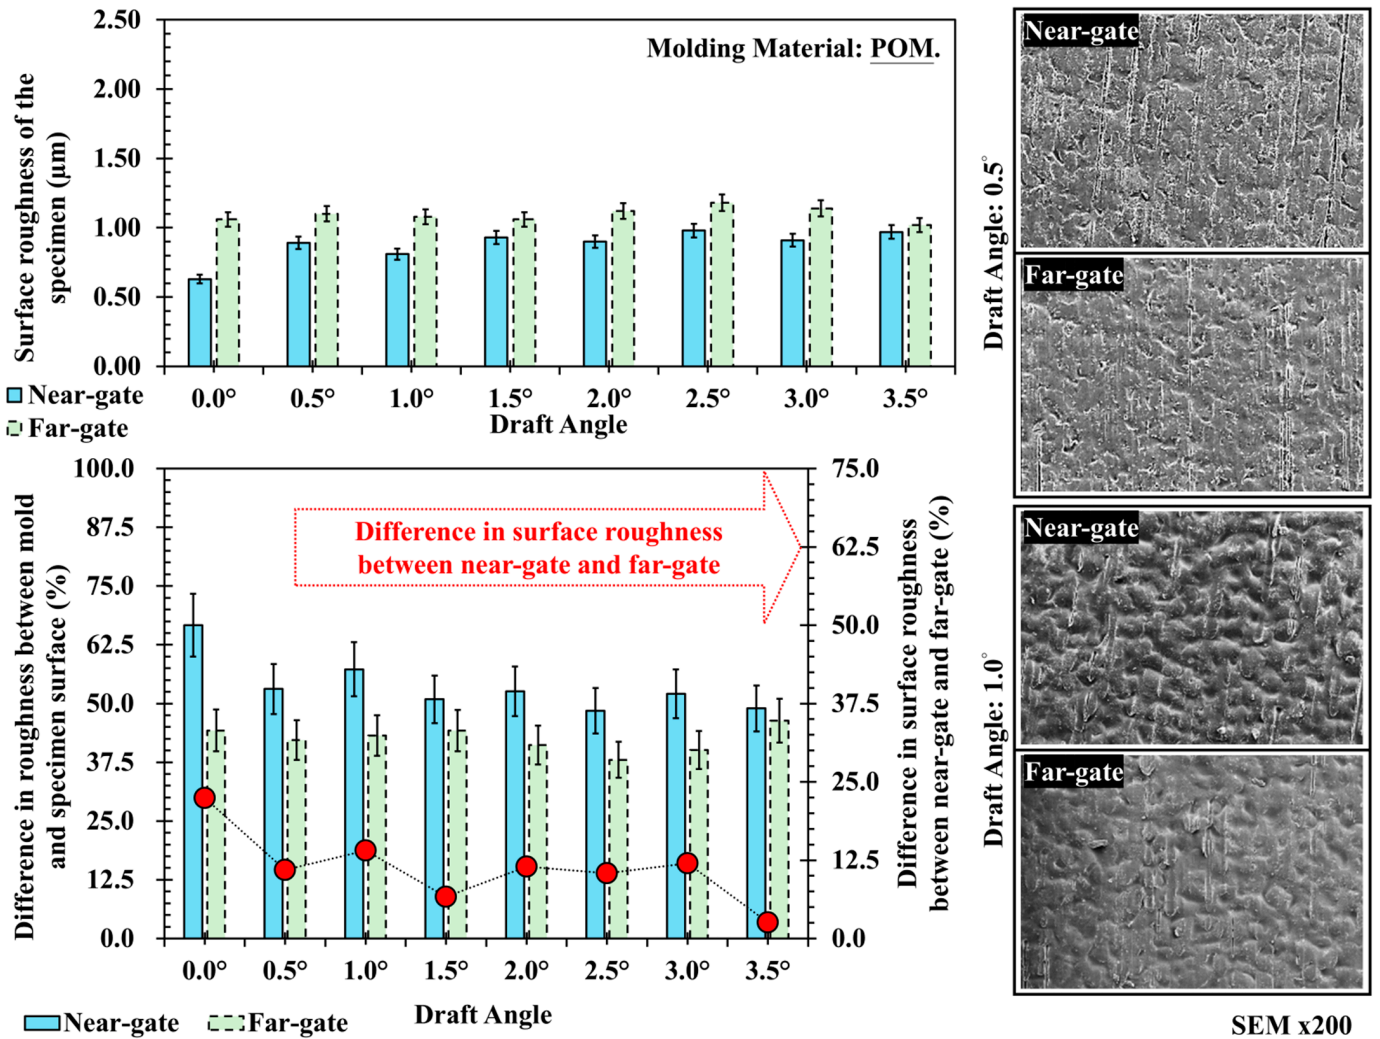 Surface roughness of the
specimen (μm)
2.50
2.00
1.50
1.00
0.50
0.00
Molding Material: POM.
0.0° 0.5° 1.0° 1.5° 2.0° 2.5° 3.0° 3.5°
Draft Angle
Near-gate
Far-gate
Difference in roughness between mold
and specimen surface (%)
100.0
87.5
75.0
62.5
50.0
37.5
25.0
12.5
0.0
Difference in surface roughness
between near-gate and far-gate
75.0
62.5
50.0
37.5
25.0
12.5
0.0
Difference in surface roughness
between near-gate and far-gate (%)
0.0° 0.5° 1.0° 1.5° 2.0° 2.5° 3.0° 3.5°
Draft Angle
Near-gate Far-gate
Draft Angle: 0.5°
Near-gate
Far-gate
Draft Angle: 1.0°
Near-gate
Far-gate
SEM x200